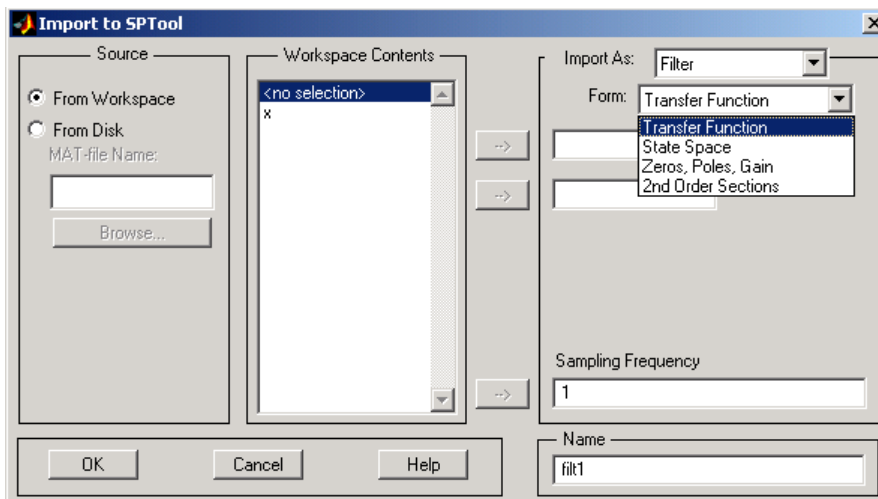 Import to SPTool
Source
From Workspace
From Disk
MAT-file Name:
Browse...
Workspace Contents
<no selection>
x
-->
-->
-->
Import As:
Filter
Form:
Transfer Function
Transfer Function
State Space
Zeros, Poles, Gain
2nd Order Sections
Sampling Frequency
1
OK
Cancel
Help
Name
filt1